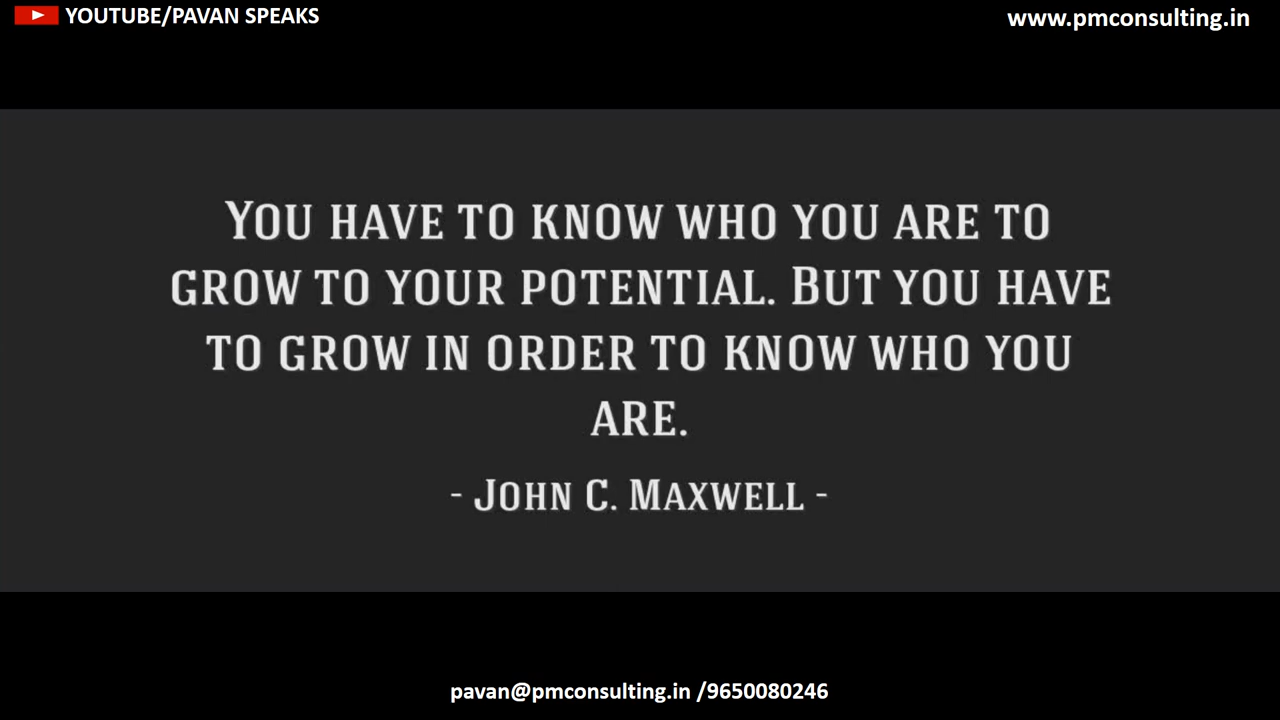 YOUTUBE/PAVAN SPEAKS
www.pmconsulting.in
You have to know who you are to
grow to your potential. But you have
to grow in order to know who you
are.
- John C. Maxwell -
pavan@pmconsulting.in /9650080246